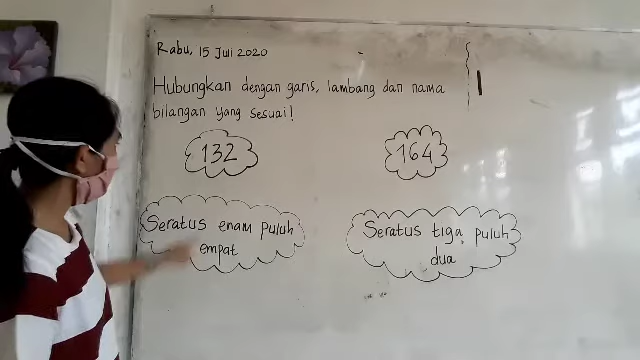 Rabu, 15 Juli 2020
Hubungkan dengan garis, lambang dan nama
bilangan yang sesuai!
132
164
Seratus enam puluh
empat
Seratus tiga puluh
dua